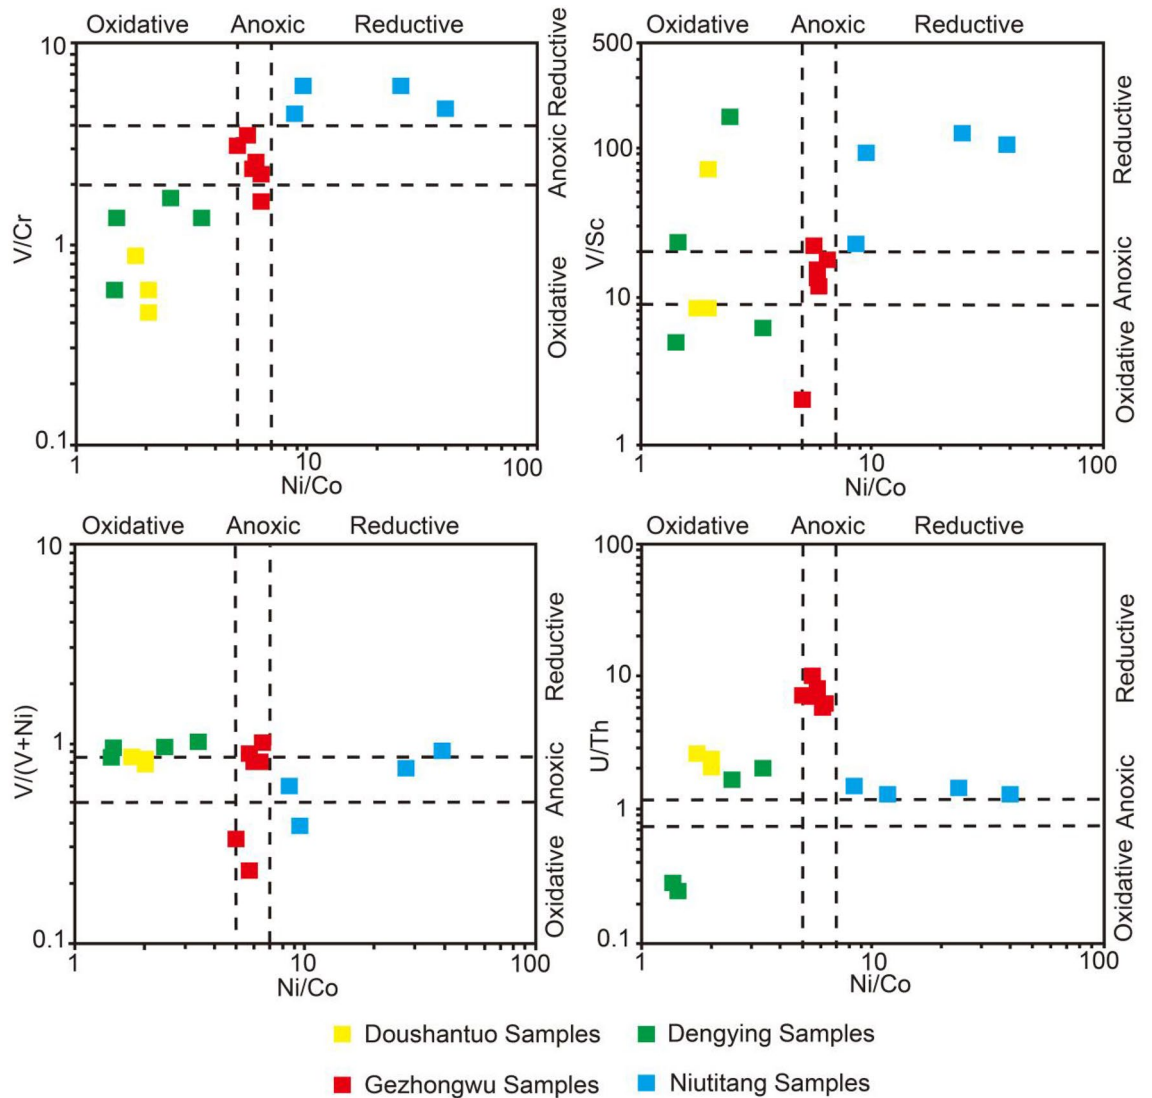 Oxidative Anoxic Reductive
10
1
0.1
V/Cr
1 10 100
Ni/Co
Reductive
Anoxic
Oxidative
Oxidative Anoxic Reductive
500
100
10
1
V/Sc
1 10 100
Ni/Co
Reductive
Anoxic
Oxidative
Oxidative Anoxic Reductive
10
1
0.1
V/(V+Ni)
1 10 100
Ni/Co
Reductive
Anoxic
Oxidative
Oxidative Anoxic Reductive
100
10
1
0.1
U/Th
1 10 100
Ni/Co
Reductive
Anoxic
Oxidative
Doushantuo Samples
Dengying Samples
Gezhongwu Samples
Niutitang Samples